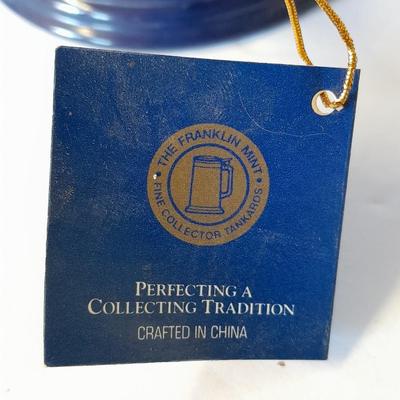 • THE FRANKLIN MINT •
FINE COLLECTOR TANKARDS
PERFECTING A
COLLECTING TRADITION
CRAFTED IN CHINA